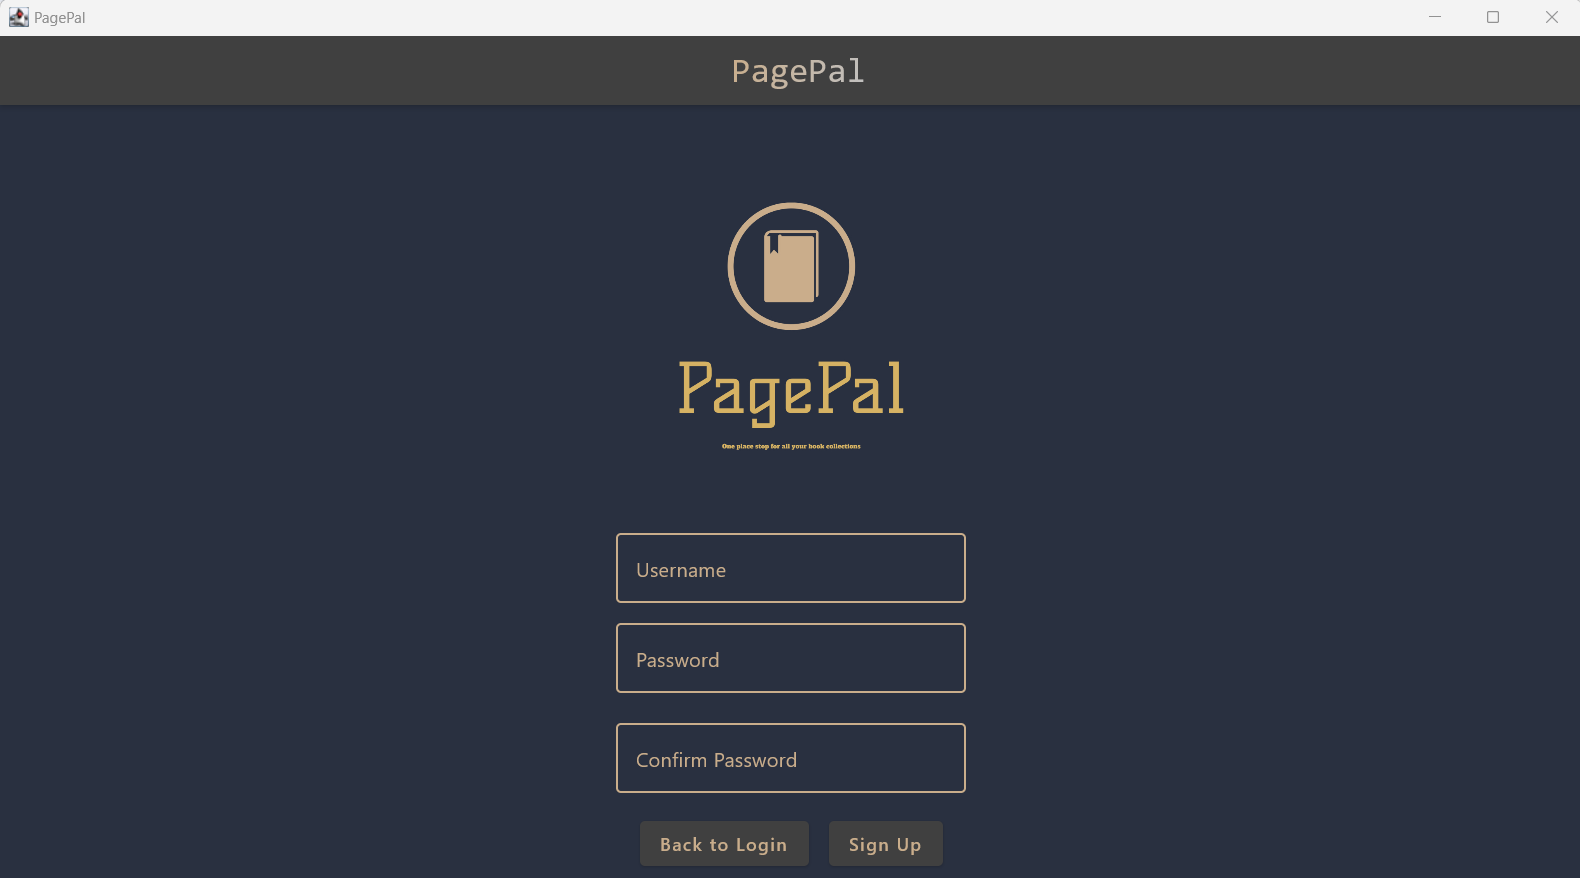 PagePal
PagePal
PagePal
One place stop for all your book collections
Username
Password
Confirm Password
Back to Login
Sign Up